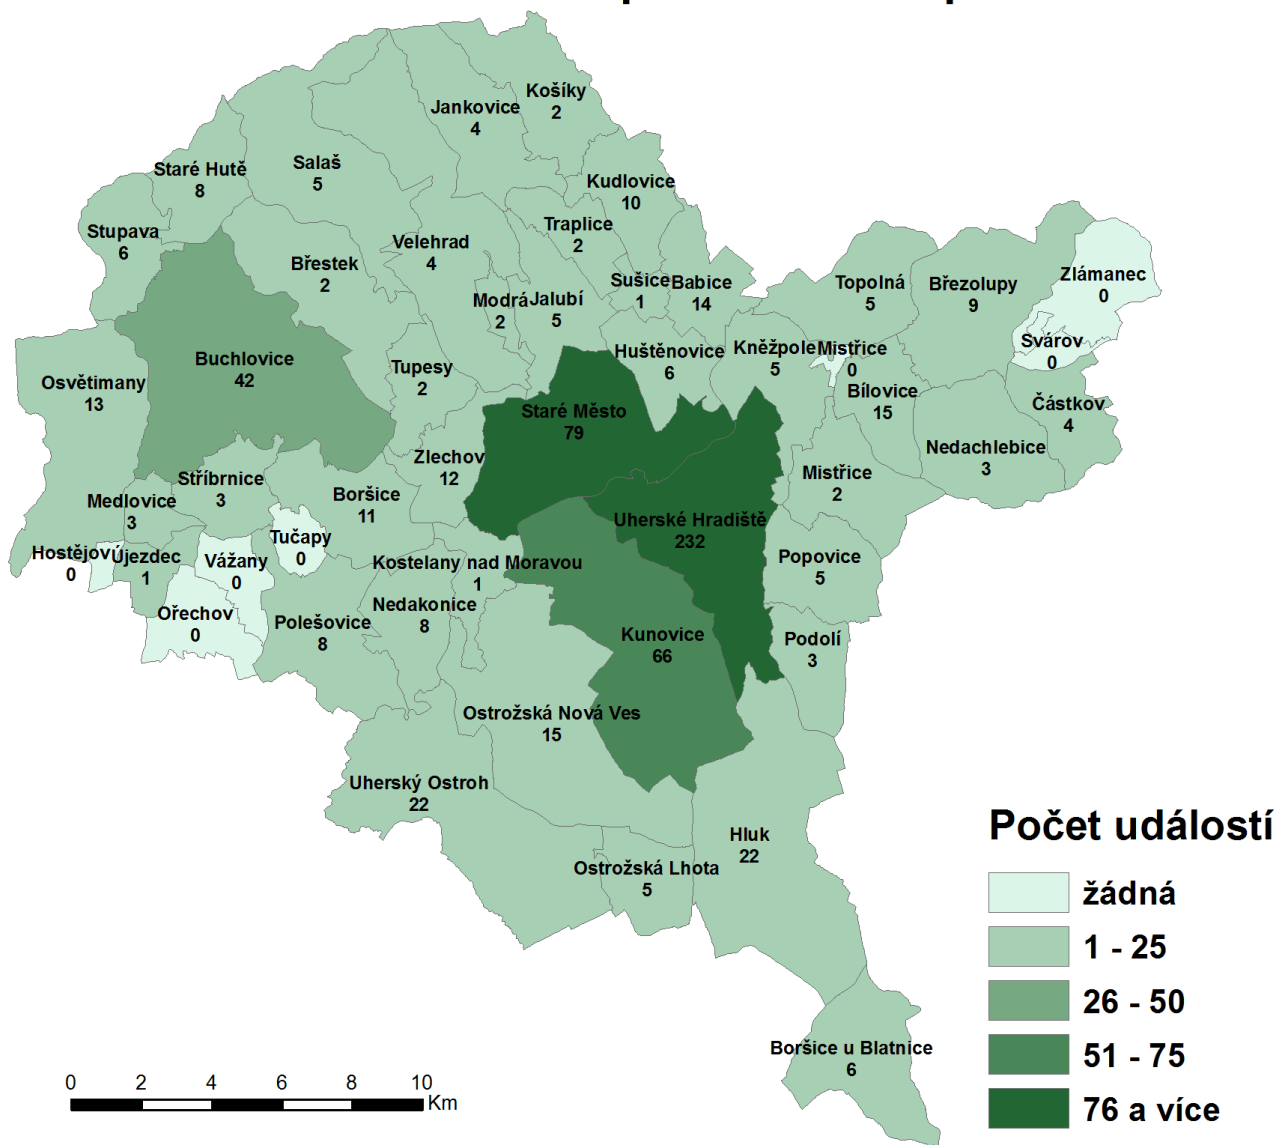 Košíky
2
Jankovice
4
Staré Hutě
8
Salaš
5
Kudlovice
10
Stupava
6
Traplice
2
Velehrad
4
Břestek
2
Sušice
1
Babice
14
Modrá
2
Jalubí
5
Topolná
5
Březolupy
9
Zlámanec
0
Svárov
0
Buchlovice
42
Osvětimany
13
Tupesy
2
Huštěnovice
6
Kněžpole
5
Mistřice
0
Bílovice
15
Částkov
4
Staré Město
79
Nedachlebice
3
Zlechov
12
Mistřice
2
Stříbrnice
3
Boršice
11
Medlovice
3
Uherské Hradiště
232
Tučapy
0
Hostějov
0
Újezdec
1
Vážany
0
Kostelany nad Moravou
1
Popovice
5
Ořechov
0
Polešovice
8
Nedakonice
8
Kunovice
66
Podolí
3
Ostrožská Nová Ves
15
Uherský Ostroh
22
Hluk
22
Ostrožská Lhota
5
Boršice u Blatnice
6
Počet událostí
žádná
1 - 25
26 - 50
51 - 75
76 a více
0 2 4 6 8 10
Km